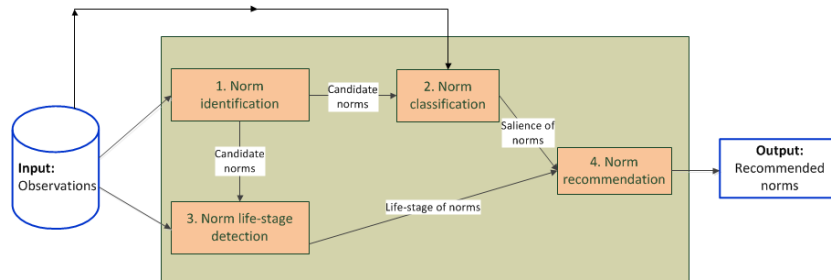 1. Norm
identification
Candidate
norms
2. Norm
classification
Input:
Observations
Candidate
norms
Salience of
norms
4. Norm
recommendation
Output:
Recommended
norms
3. Norm life-stage
detection
Life-stage of norms